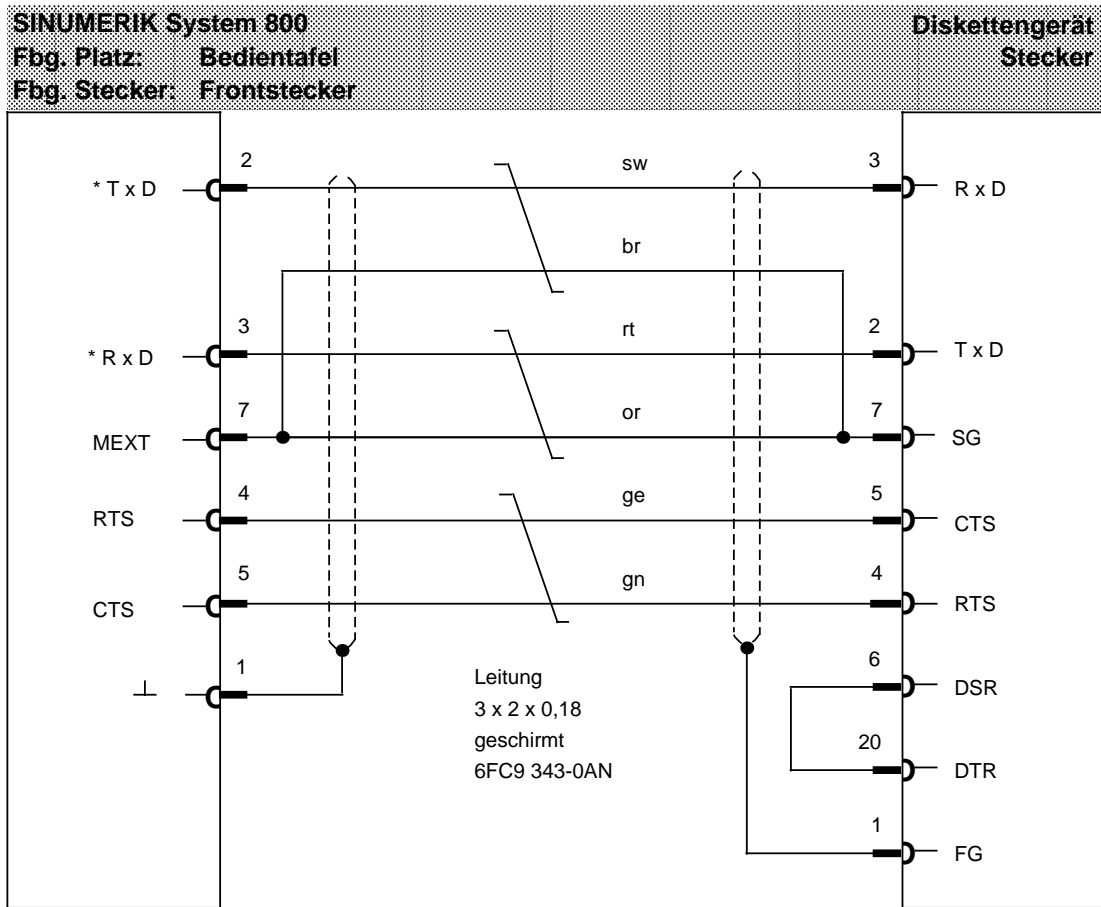 SINUMERIK System 800 Diskettengerät
Fbg. Platz: Bedientafel Stecker
Fbg. Stecker: Frontstecker
2 sw 3
* T x D R x D
br
3 rt 2
* R x D T x D
7 or 7
MEXT SG
4 ge 5
RTS CTS
5 gn 4
CTS RTS
1 6
Leitung DSR
3 x 2 x 0,18
geschirmt 20
6FC9 343-0AN DTR
1
FG